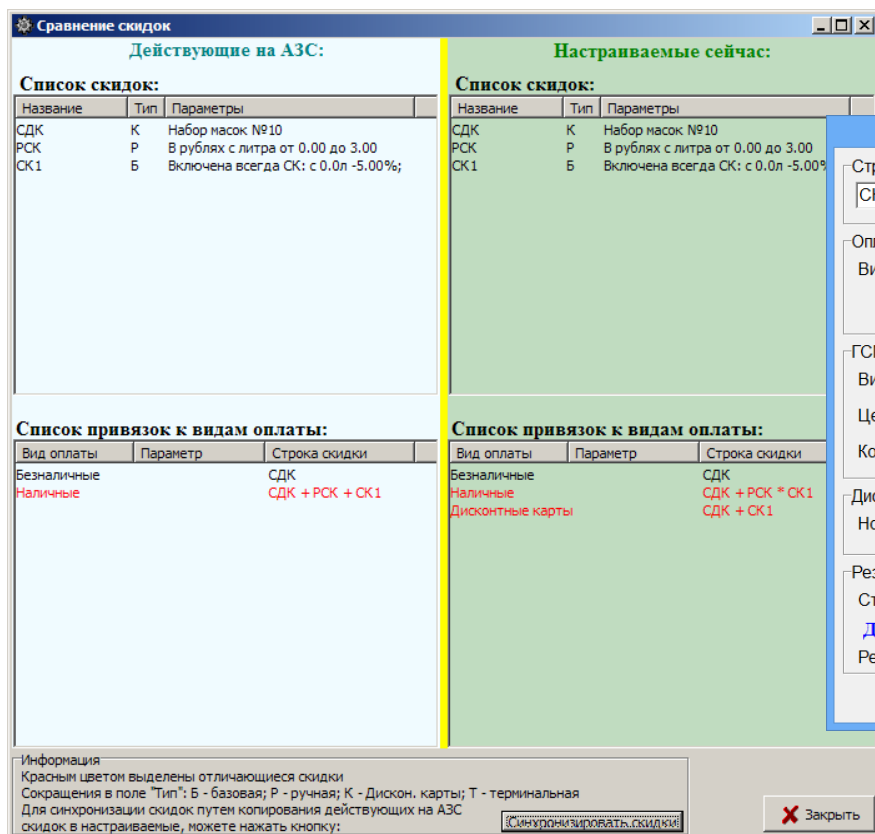 Сравнение скидок
Действующие на АЗС:
Список скидок:
Название Тип Параметры
СДК К Набор масок №10
РСК Р В рублях с литра от 0.00 до 3.00
СК1 Б Включена всегда СК: с 0.0л -5.00%;
Список привязок к видам оплаты:
Вид оплаты Параметр Строка скидки
Безналичные СДК
Наличные СДК + РСК + СК1
Настраиваемые сейчас:
Список скидок:
Название Тип Параметры
СДК К Набор масок №10
РСК Р В рублях с литра от 0.00 до 3.00
СК1 Б Включена всегда СК: с 0.0л -5.00%
Список привязок к видам оплаты:
Вид оплаты Параметр Строка скидки
Безналичные СДК
Наличные СДК + РСК * СК1
Дисконтные карты СДК + СК1
Информация
Красным цветом выделены отличающиеся скидки
Сокращения в поле "Тип": Б - базовая; Р - ручная; К - Дискон. карты; Т - терминальная
Для синхронизации скидок путем копирования действующих на АЗС
скидок в настраиваемые, можете нажать кнопку:
Синхронизировать скидки
Закрыть